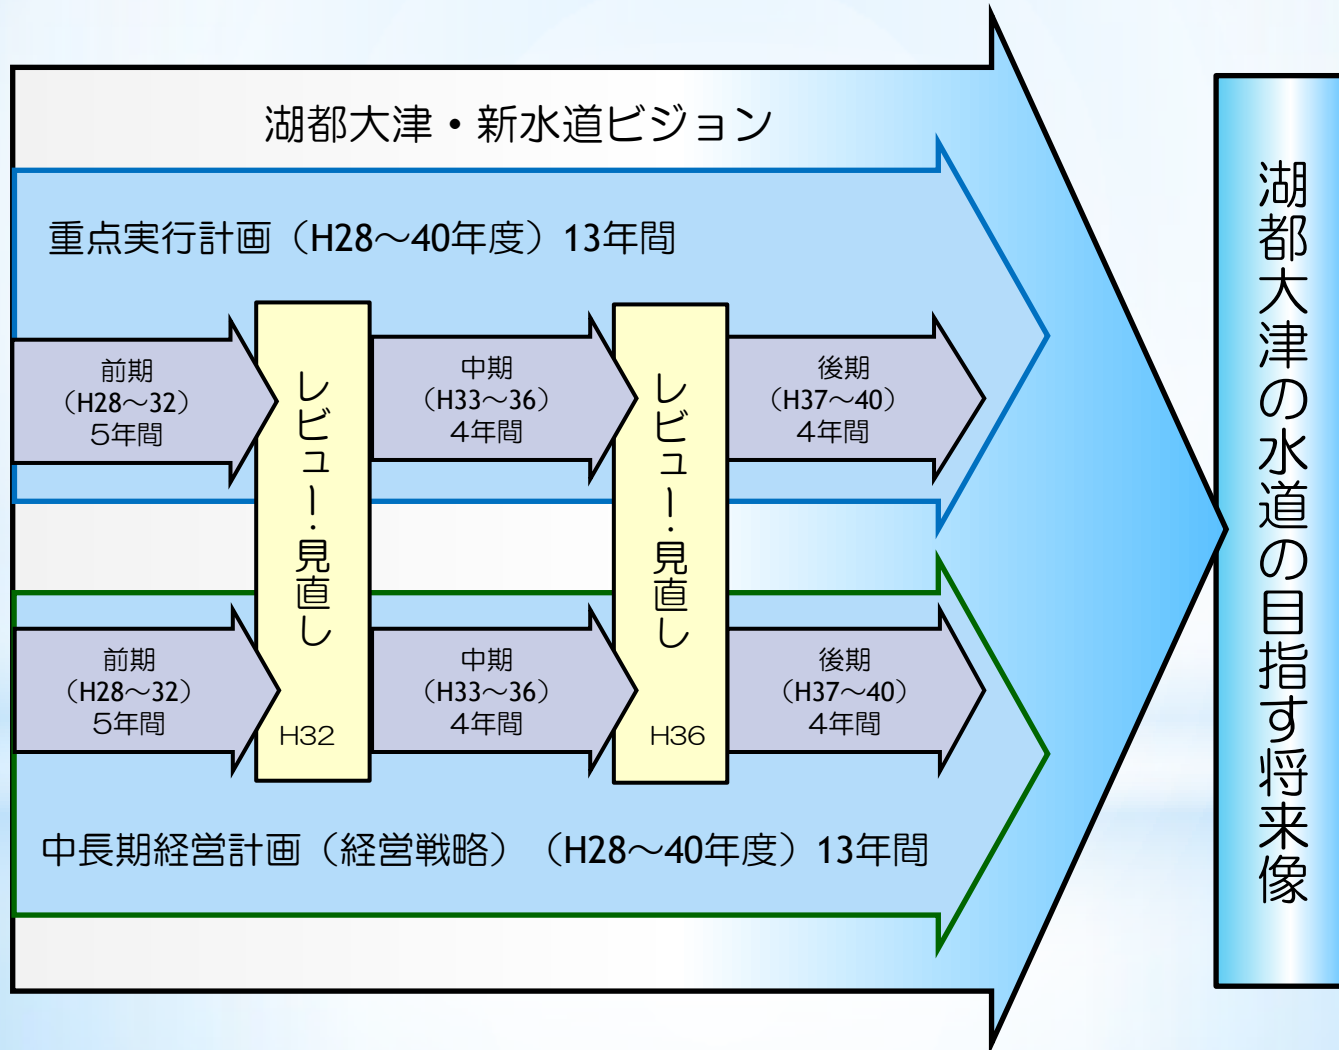 湖都大津・新水道ビジョン
重点実行計画（H28～40年度）13年間
前期
（H28～32）
5年間
レビュー・見直し
中期
（H33～36）
4年間
レビュー・見直し
後期
（H37～40）
4年間
前期
（H28～32）
5年間
H32
中期
（H33～36）
4年間
H36
後期
（H37～40）
4年間
中長期経営計画（経営戦略）（H28～40年度）13年間
湖都大津の水道の目指す将来像